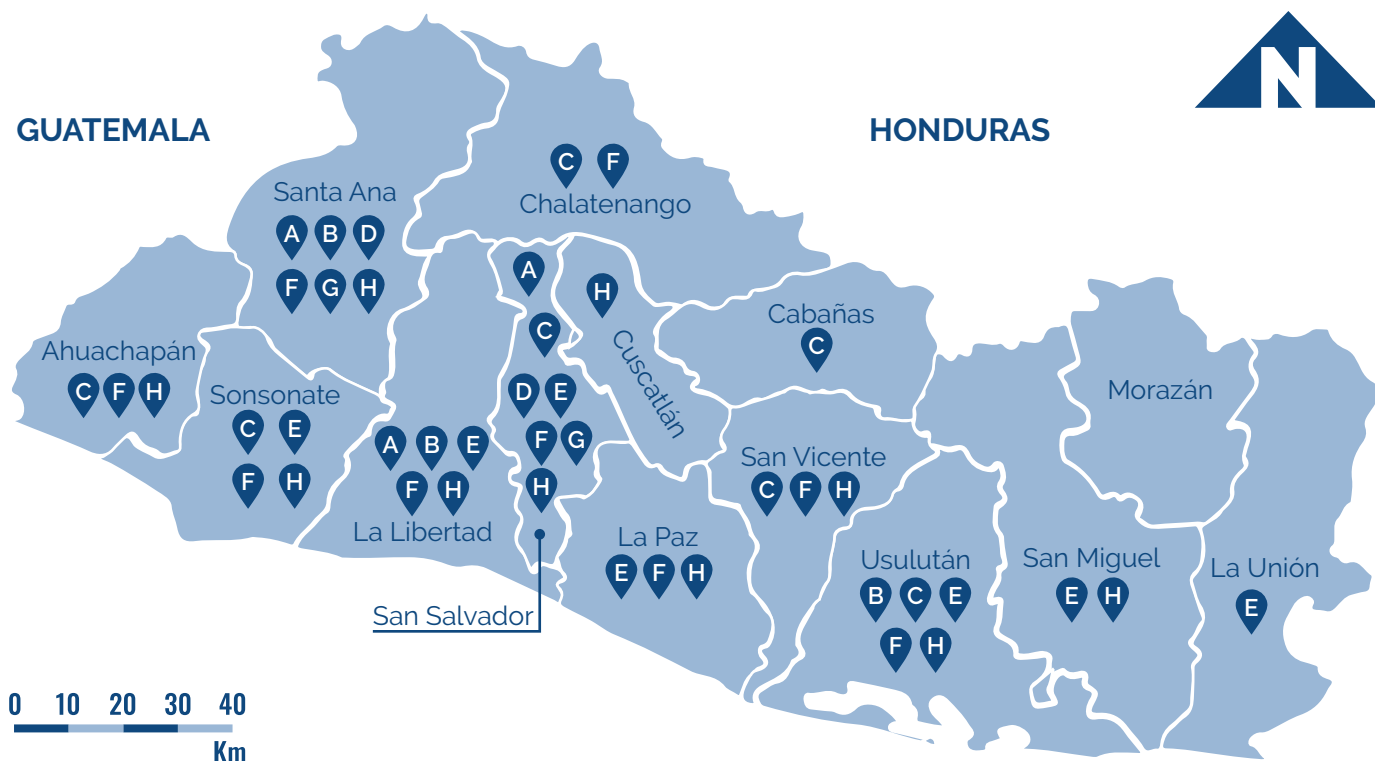 N
GUATEMALA
HONDURAS
C F
Chalatenango
Santa Ana
A B D
F G H
A
H
C
Cuscatlán
Cabañas
C
Ahuachapán
C F H
Sonsonate
C E
F H
D E
F G
H
A B E
F H
La Libertad
San Salvador
Morazán
San Vicente
C F H
La Paz
E F H
Usulután
B C E
F H
San Miguel
E H
La Unión
E
0 10 20 30 40
Km